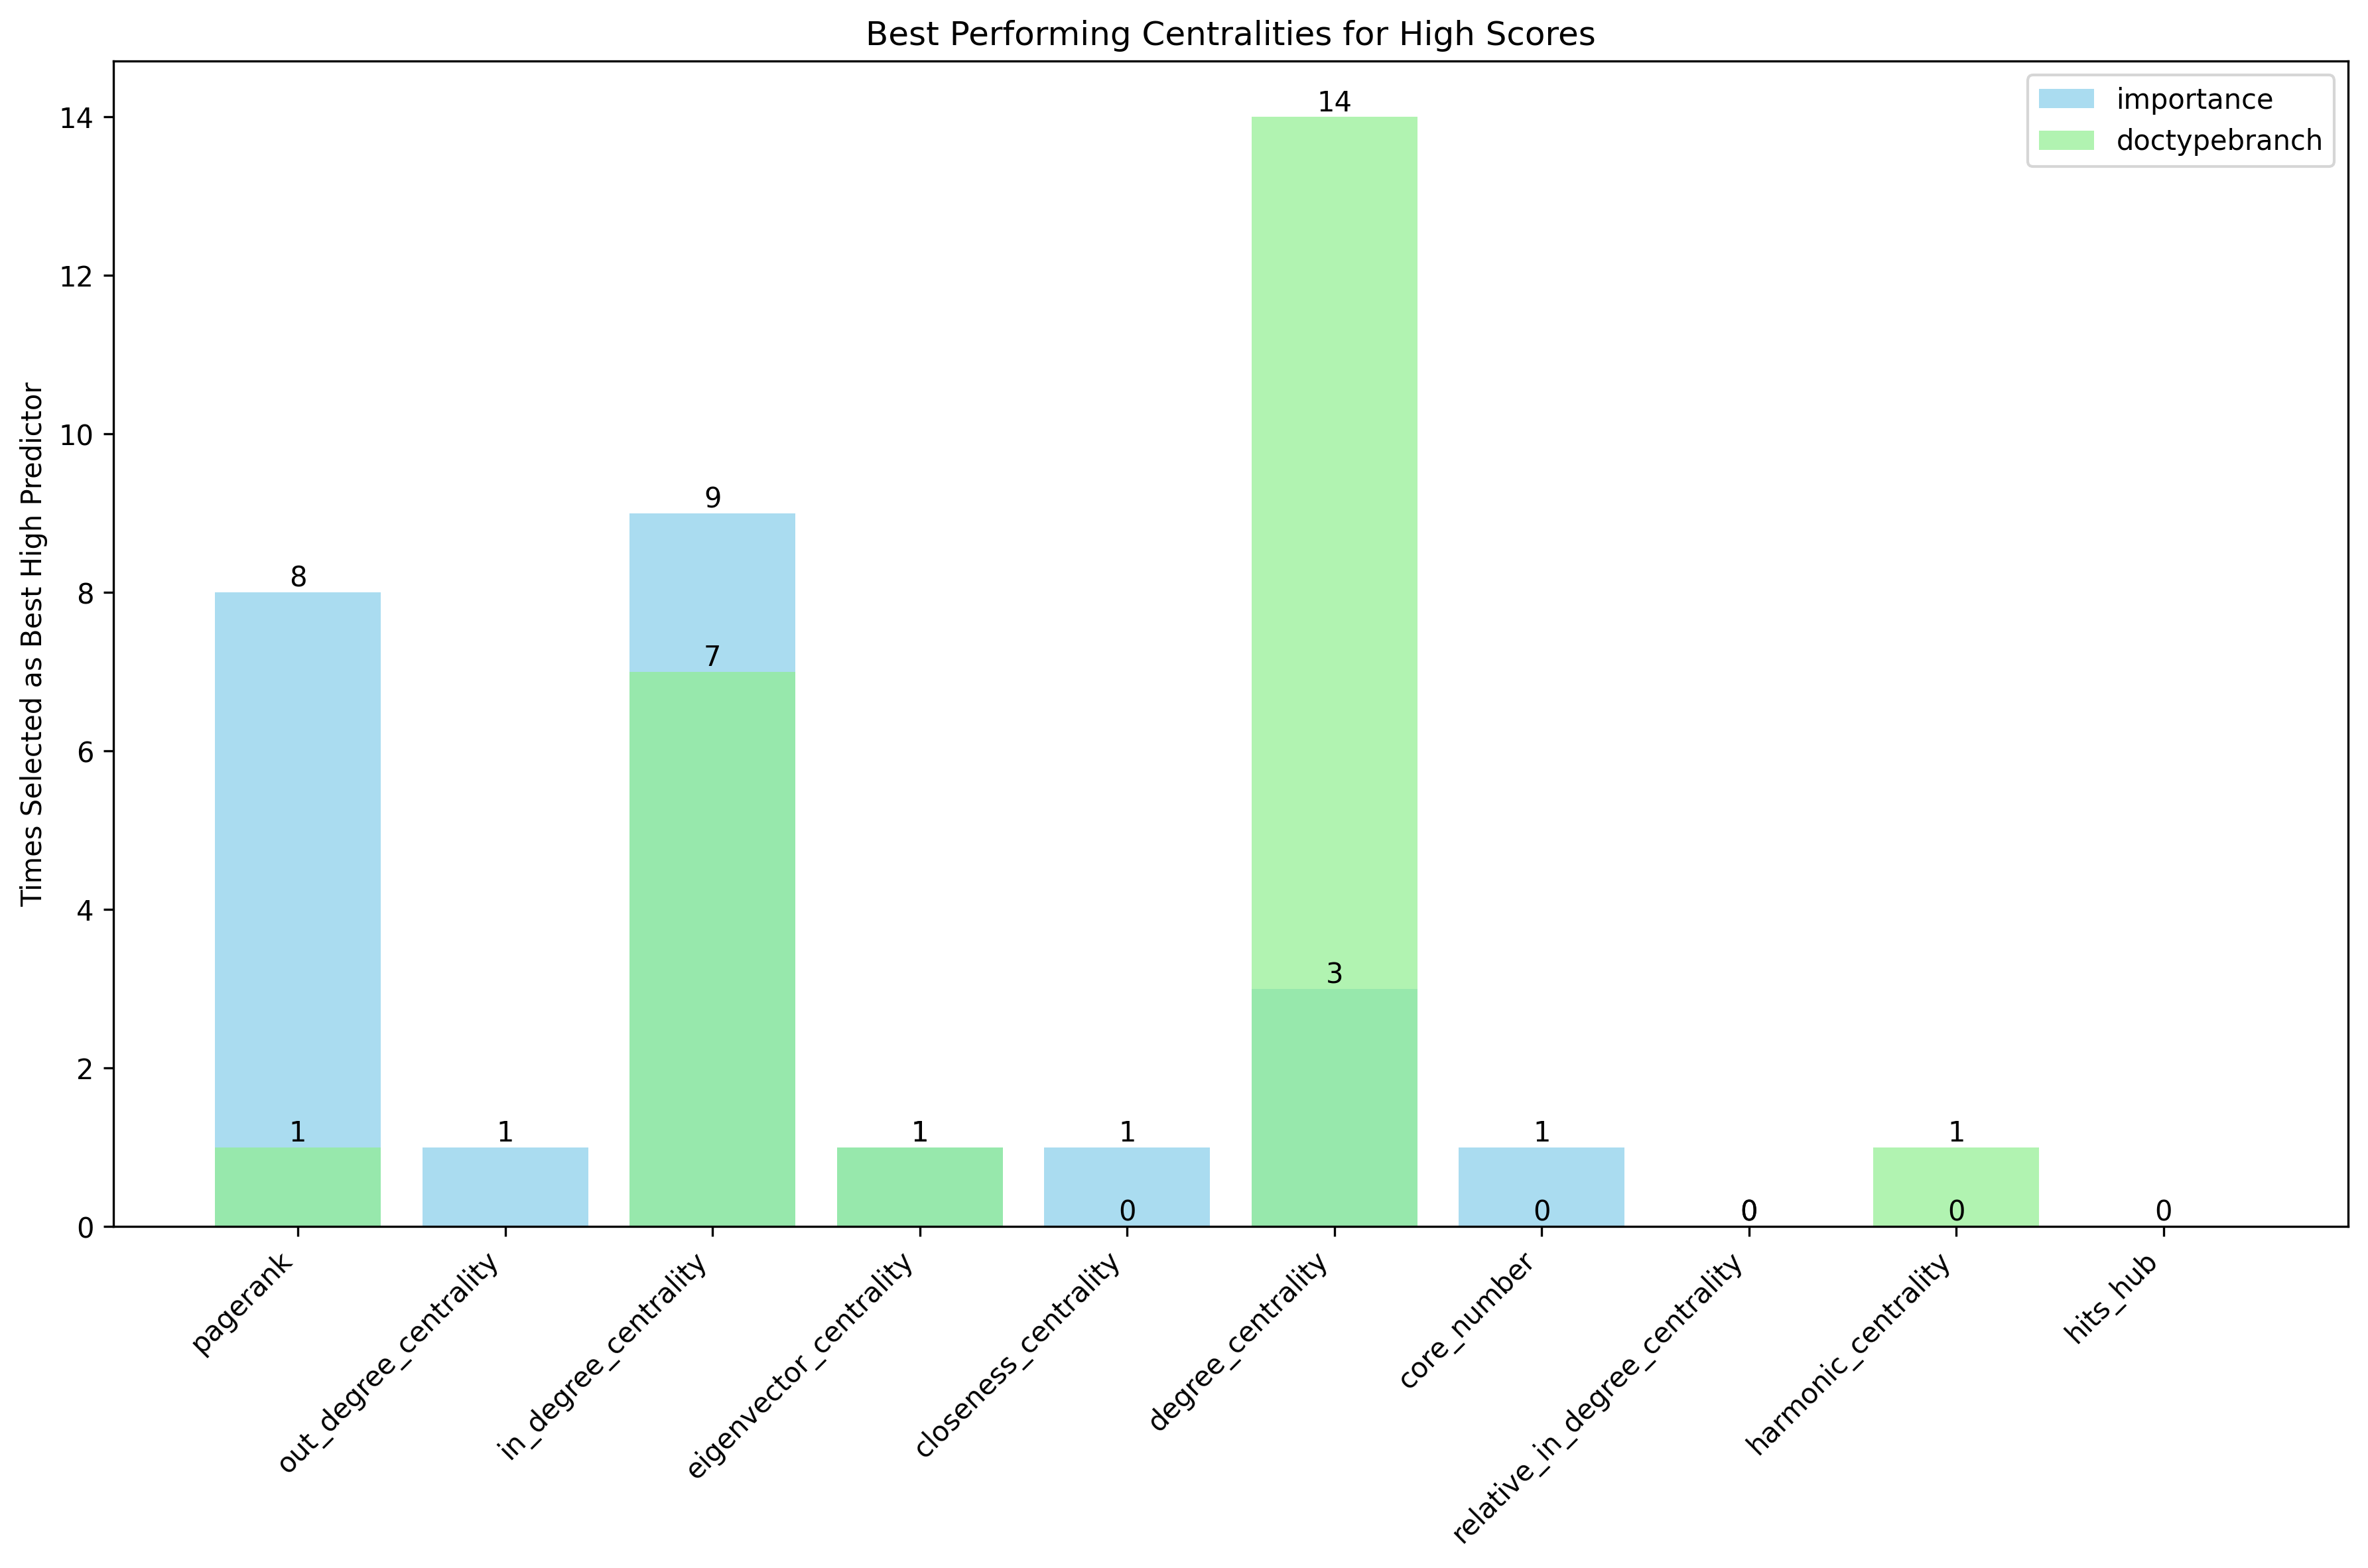 Best Performing Centralities for High Scores
importance
doctypebranch
Times Selected as Best High Predictor
14
12
10
8
6
4
2
0
8
1
1
9
7
1
1
0
14
3
1
0
0
1
0
0
pagerank
out_degree_centrality
in_degree_centrality
eigenvector_centrality
closeness_centrality
degree_centrality
core_number
relative_in_degree_centrality
harmonic_centrality
hits_hub